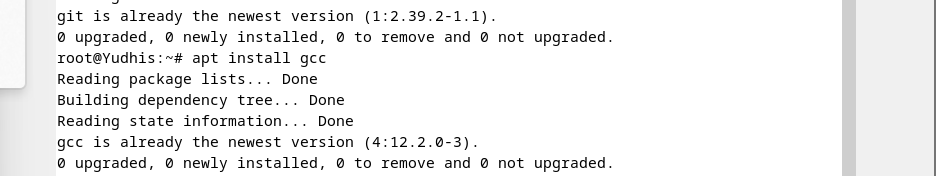 git is already the newest version (1:2.39.2-1.1).
0 upgraded, 0 newly installed, 0 to remove and 0 not upgraded.
root@Yudhis:~# apt install gcc
Reading package lists... Done
Building dependency tree... Done
Reading state information... Done
gcc is already the newest version (4:12.2.0-3).
0 upgraded, 0 newly installed, 0 to remove and 0 not upgraded.